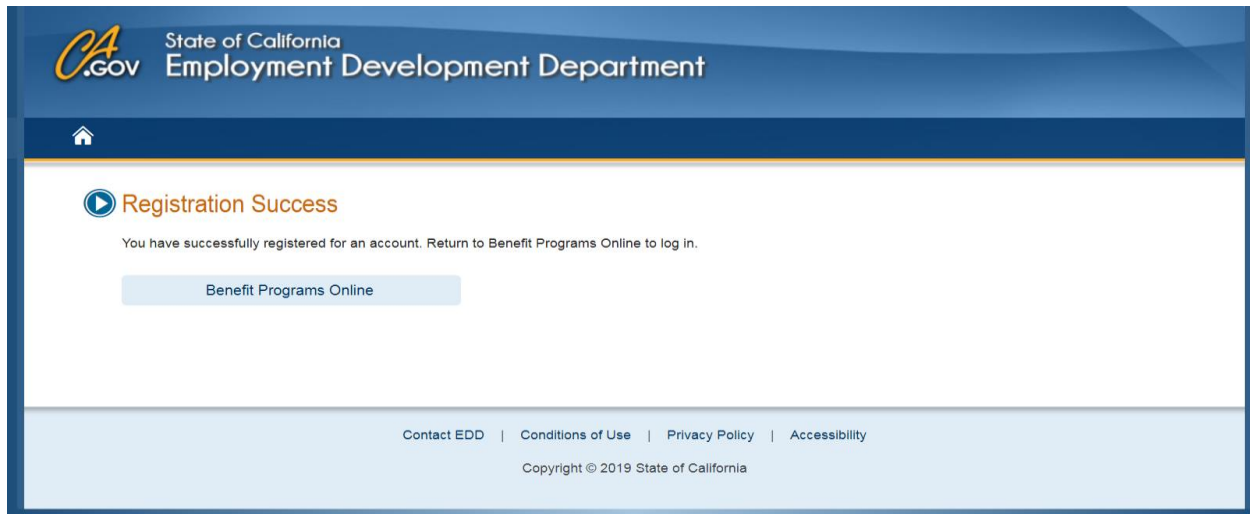 CA
.GOV
State of California
Employment Development Department
Registration Success
You have successfully registered for an account. Return to Benefit Programs Online to log in.
Benefit Programs Online
Contact EDD | Conditions of Use | Privacy Policy | Accessibility
Copyright © 2019 State of California